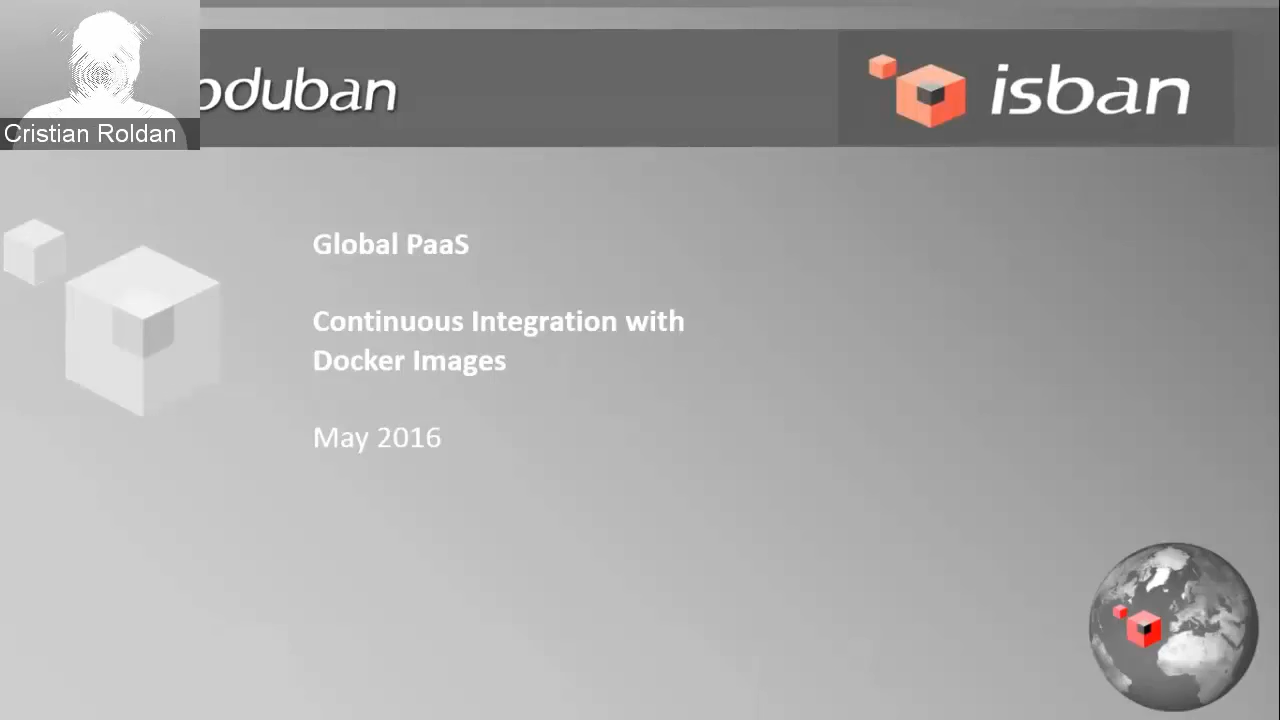 oduban
isban
Cristian Roldan
Global PaaS
Continuous Integration with
Docker Images
May 2016